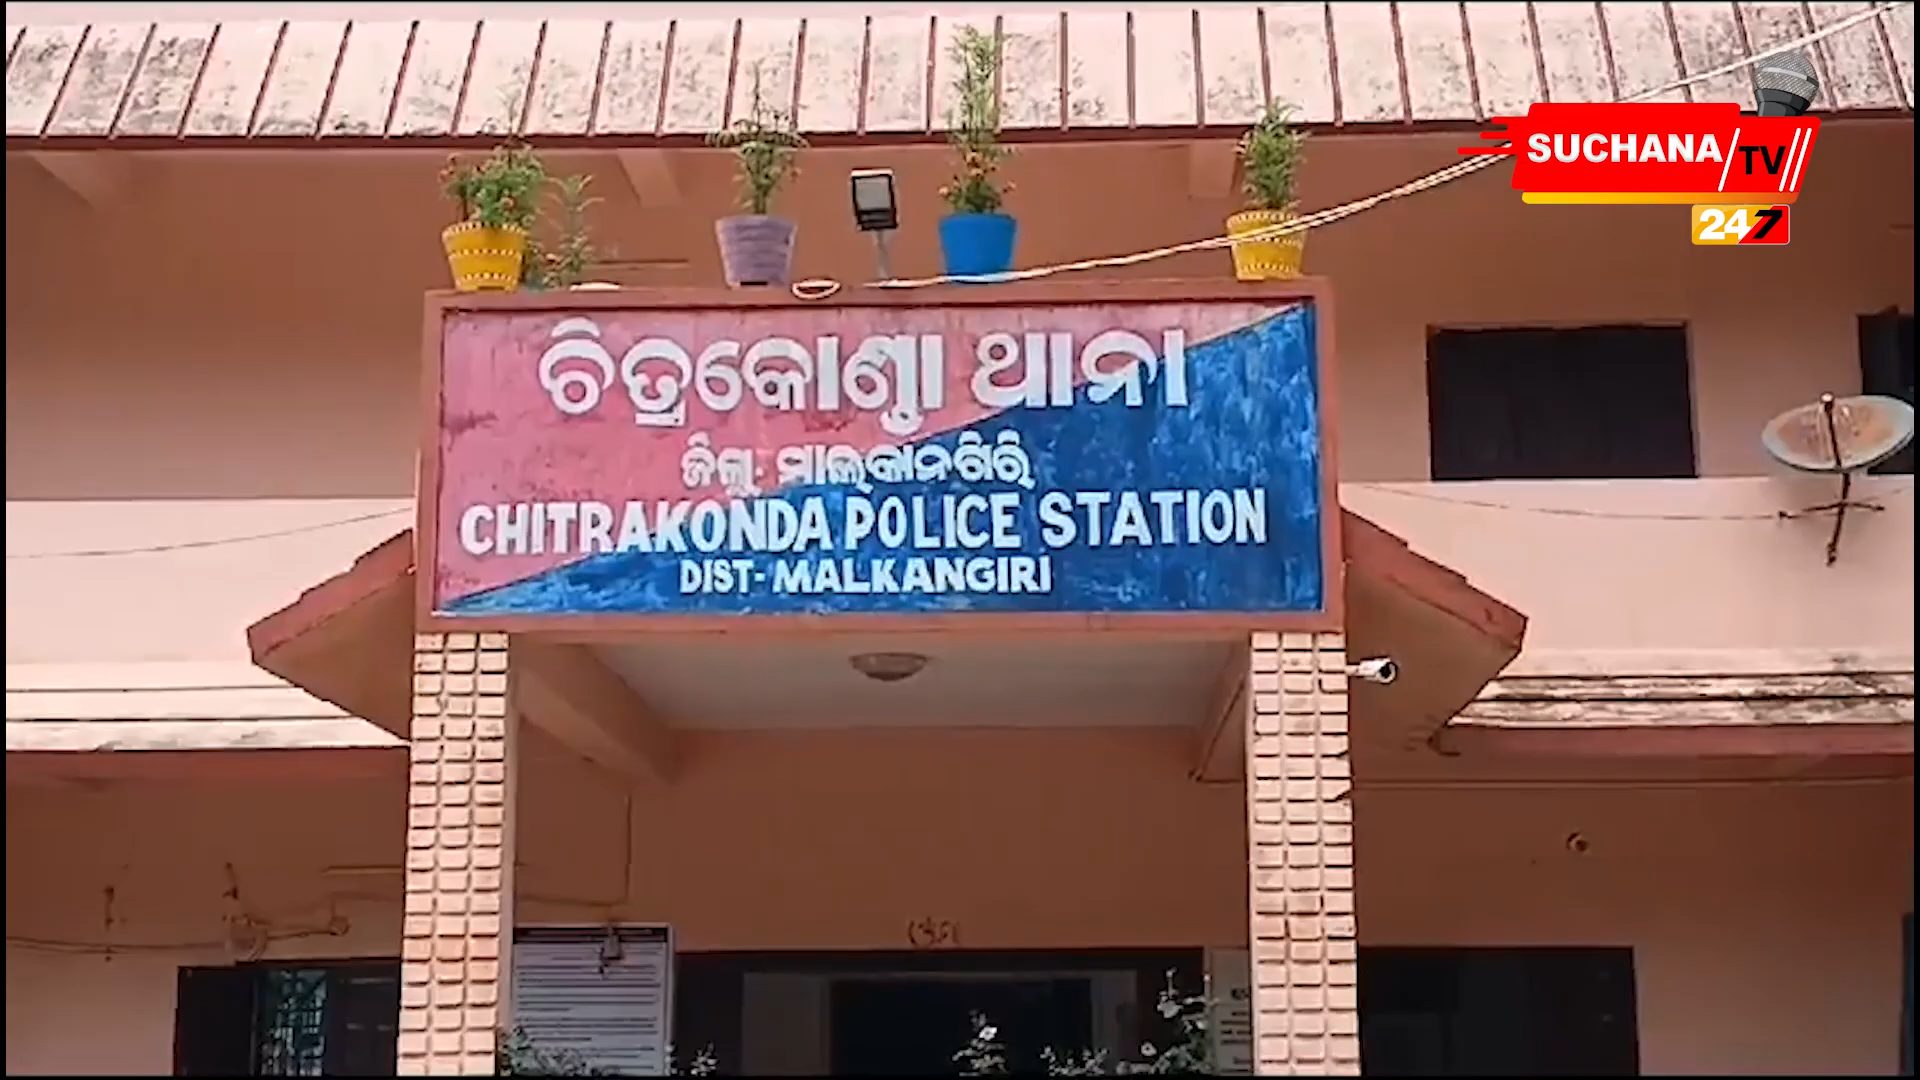 SUCHANA TV
24 7
ଚିତ୍ରକୋଣ୍ଡା ଥାନା
ଜିଲ୍ଲା- ମାଲକାନଗିରି
CHITRAKONDA POLICE STATION
DIST- MALKANGIRI